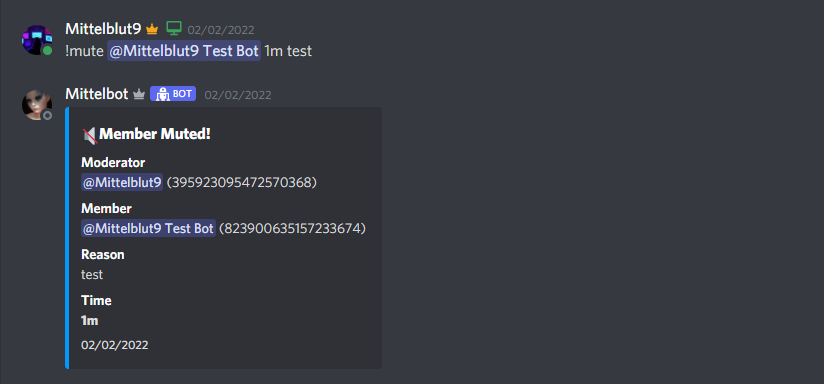 Mittelblut9 02/02/2022
!mute @Mittelblut9 Test Bot 1m test
Mittelbot BOT 02/02/2022
Member Muted!
Moderator
@Mittelblut9 (395923095472570368)
Member
@Mittelblut9 Test Bot (823900635157233674)
Reason
test
Time
1m
02/02/2022